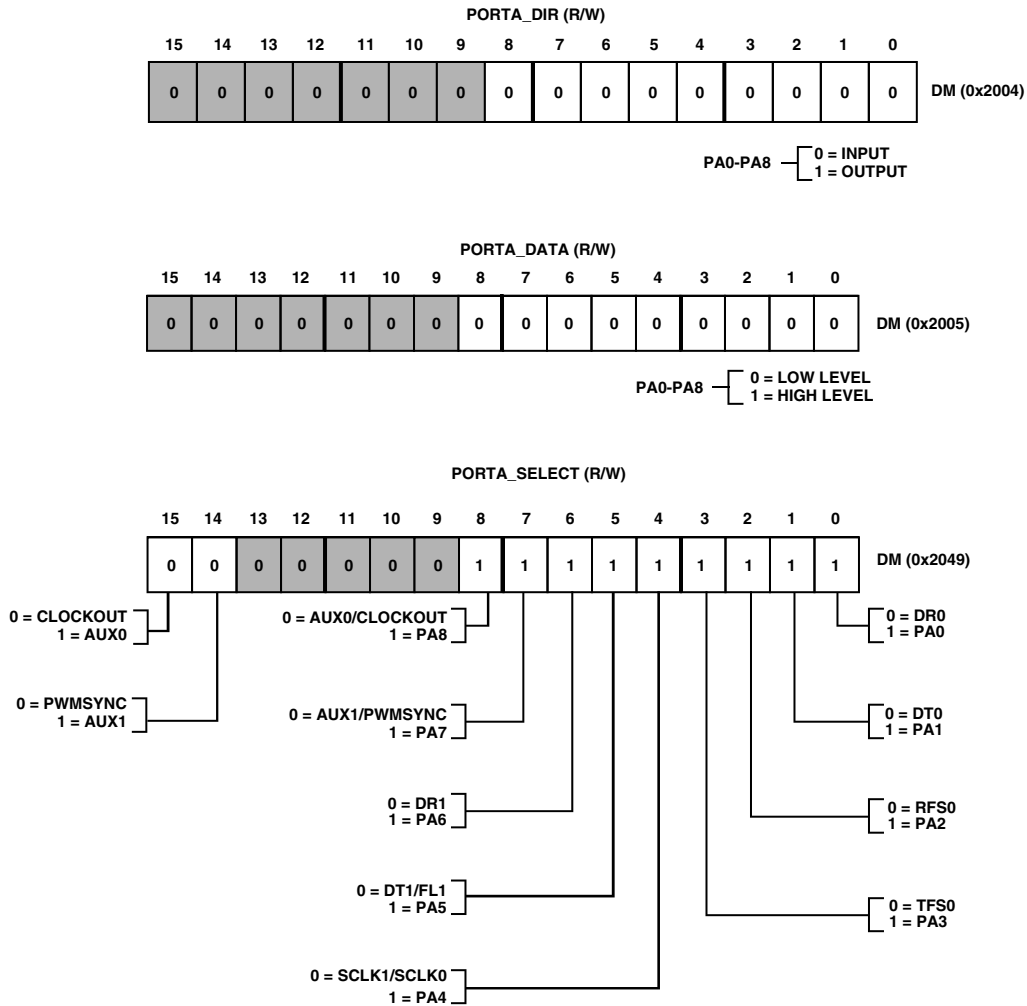 PORTA_DIR (R/W)
15 14 13 12 11 10 9 8 7 6 5 4 3 2 1 0
0 0 0 0 0 0 0 0 0 0 0 0 0 0 0 0 DM (0x2004)
PA0-PA8 0 = INPUT
1 = OUTPUT
PORTA_DATA (R/W)
15 14 13 12 11 10 9 8 7 6 5 4 3 2 1 0
0 0 0 0 0 0 0 0 0 0 0 0 0 0 0 0 DM (0x2005)
PA0-PA8 0 = LOW LEVEL
1 = HIGH LEVEL
PORTA_SELECT (R/W)
15 14 13 12 11 10 9 8 7 6 5 4 3 2 1 0
0 0 0 0 0 0 0 1 1 1 1 1 1 1 1 1 DM (0x2049)
0 = CLOCKOUT
1 = AUX0
0 = AUX0/CLOCKOUT
1 = PA8
0 = DR0
1 = PA0
0 = PWMSYNC
1 = AUX1
0 = AUX1/PWMSYNC
1 = PA7
0 = DT0
1 = PA1
0 = DR1
1 = PA6
0 = RFS0
1 = PA2
0 = DT1/FL1
1 = PA5
0 = TFS0
1 = PA3
0 = SCLK1/SCLK0
1 = PA4